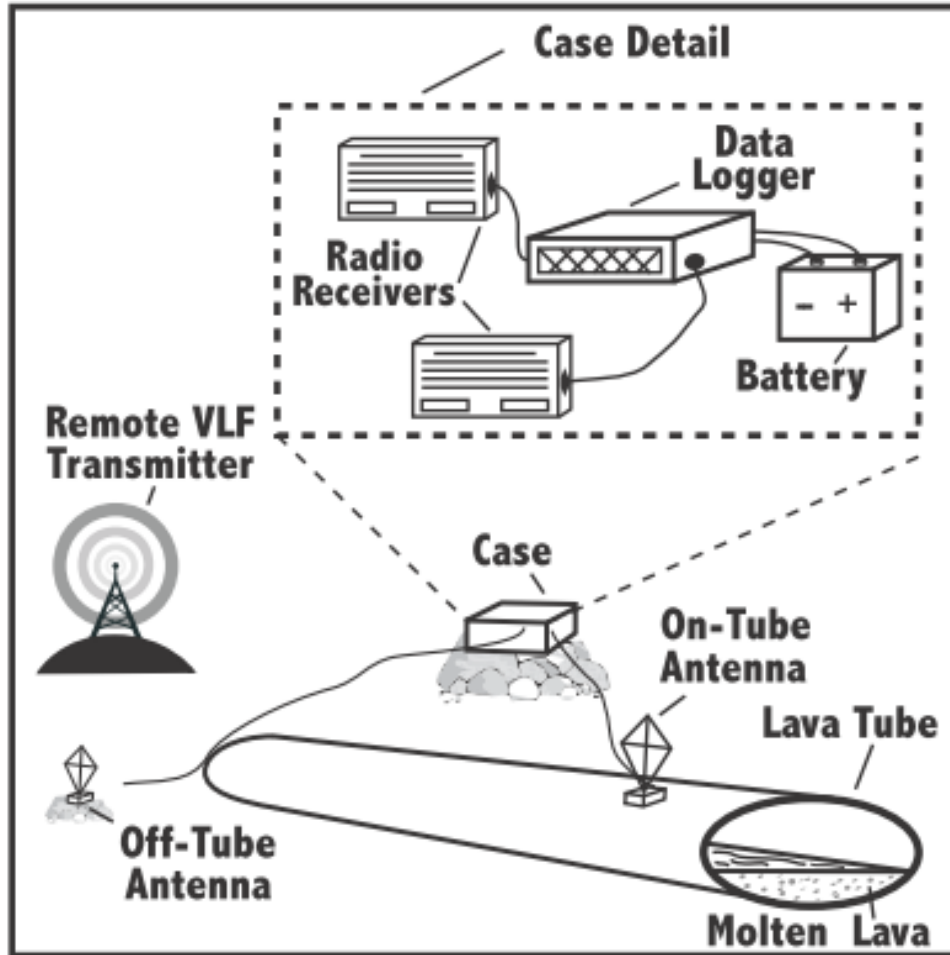 Case Detail
Data
Logger
Radio
Receivers
- +
Battery
Remote VLF
Transmitter
Case
On-Tube
Antenna
Lava Tube
Off-Tube
Antenna
Molten Lava